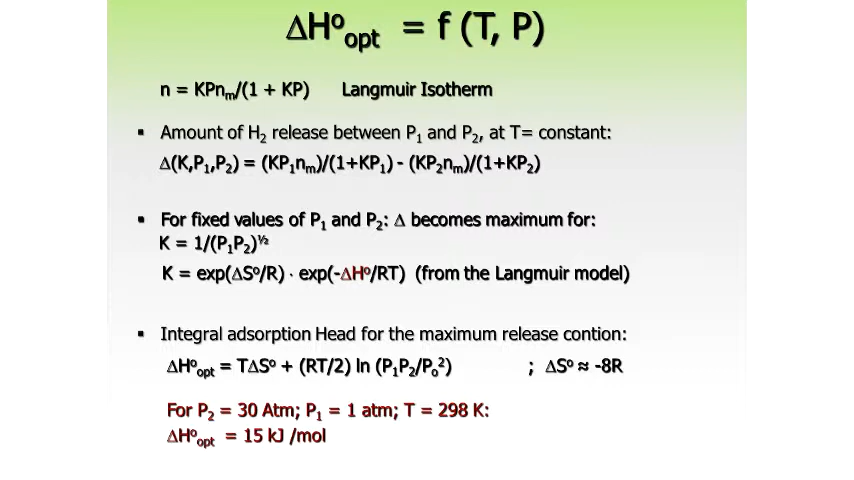 ΔHºopt = f (T, P)
n = KPnm/(1 + KP) Langmuir Isotherm
▪ Amount of H2 release between P1 and P2, at T= constant:
Δ(K,P1,P2) = (KP1nm)/(1+KP1) - (KP2nm)/(1+KP2)
▪ For fixed values of P1 and P2: Δ becomes maximum for:
K = 1/(P1P2)½
K = exp(ΔSº/R) · exp(-ΔHº/RT) (from the Langmuir model)
▪ Integral adsorption Head for the maximum release contion:
ΔHºopt = TΔSº + (RT/2) ln (P1P2/Po2) ; ΔSº ≈ -8R
For P2 = 30 Atm; P1 = 1 atm; T = 298 K:
ΔHºopt = 15 kJ /mol